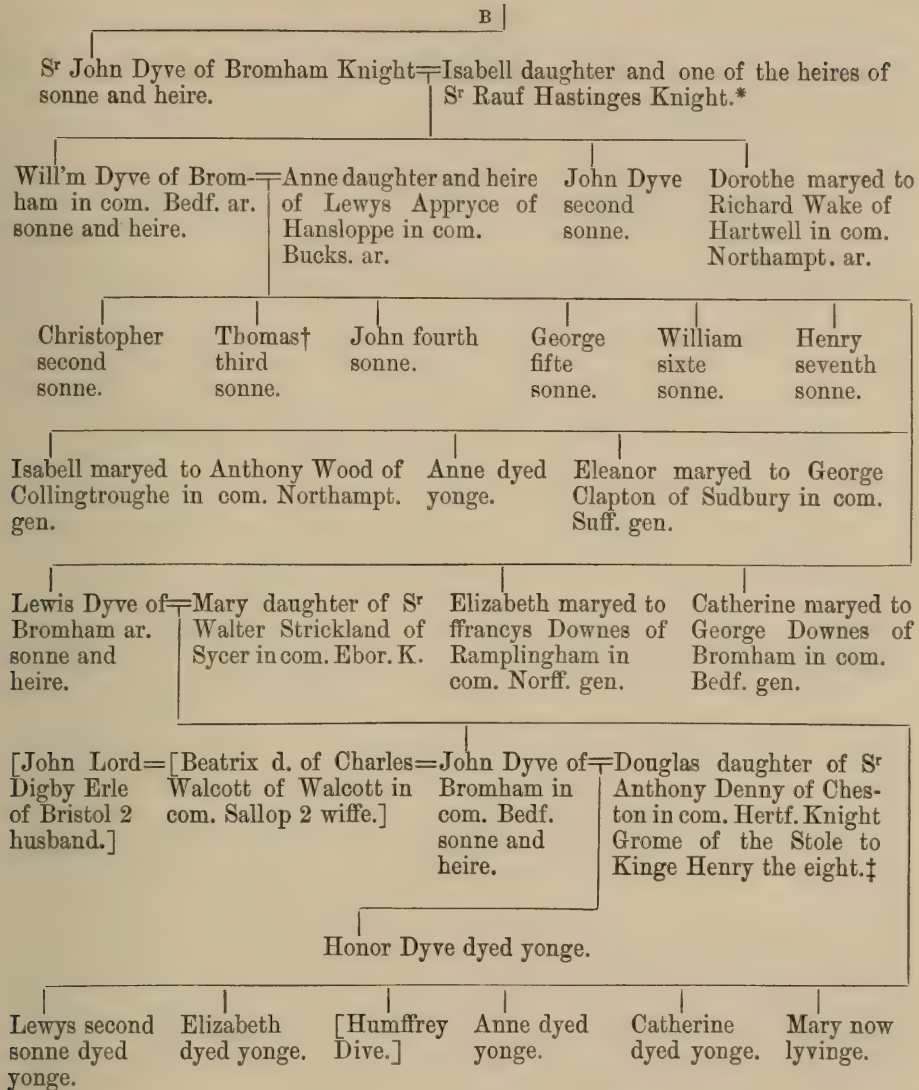 B
Sr John Dyve of Bromham Knight=Isabell daughter and one of the heires of
sonne and heire. Sr Rauf Hastinges Knight.*
Will'm Dyve of Brom-
ham in com. Bedf. ar.
sonne and heire.
Anne daughter and heire
of Lewys Appryce of
Hansloppe in com.
Bucks. ar.
John Dyve
second
sonne.
Dorothe maryed to
Richard Wake of
Hartwell in com.
Northampt. ar.
Christopher
second
sonne.
Thomas†
third
sonne.
John fourth
sonne.
George
fifte
sonne.
William
sixte
sonne.
Henry
seventh
sonne.
Isabell maryed to Anthony Wood of
Collingtroughe in com. Northampt.
gen.
Anne dyed
yonge.
Eleanor maryed to George
Clapton of Sudbury in com.
Suff. gen.
Lewis Dyve of
Bromham ar.
sonne and
heire.
Mary daughter of Sr
Walter Strickland of
Sycer in com. Ebor. K.
Elizabeth maryed to
ffrancys Downes of
Ramplingham in
com. Norff. gen.
Catherine maryed to
George Downes of
Bromham in com.
Bedf. gen.
[John Lord=
Digby Erle
of Bristol 2
husband.]
[Beatrix d. of Charles=
Walcott of Walcott in
com. Sallop 2 wiffe.]
John Dyve of
Bromham in
com. Bedf.
sonne and
heire.
Douglas daughter of Sr
Anthony Denny of Ches-
ton in com. Hertf. Knight
Grome of the Stole to
Kinge Henry the eight.‡
Honor Dyve dyed yonge.
Lewys second
sonne dyed
yonge.
Elizabeth
dyed yonge.
[Humffrey
Dive.]
Anne dyed
yonge.
Catherine
dyed yonge.
Mary now
lyvinge.